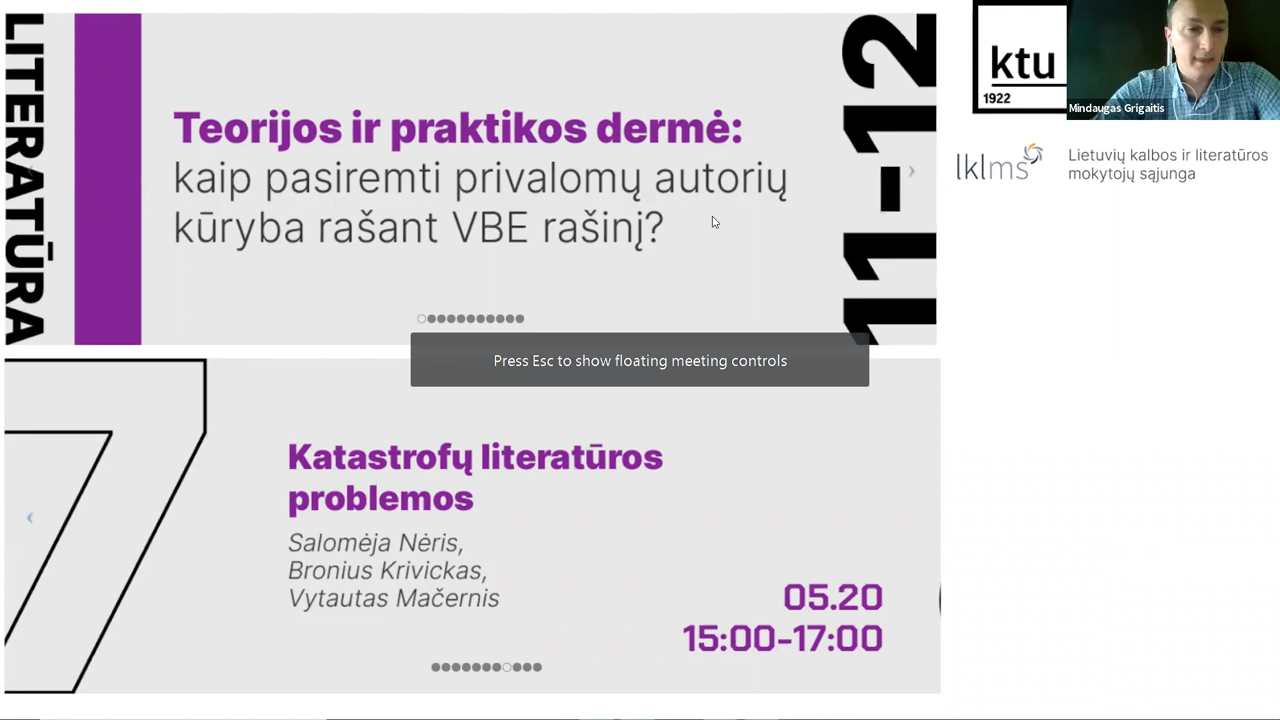 LITERATŪRA
Teorijos ir praktikos dermė:
kaip pasiremti privalomų autorių
kūryba rašant VBE rašinį?
11-12
ktu
1922
Mindaugas Grigaitis
lklms
Lietuvių kalbos ir literatūros
mokytojų sąjunga
Press Esc to show floating meeting controls
7
Katastrofų literatūros
problemos
Salomėja Nėris,
Bronius Krivickas,
Vytautas Mačernis
05.20
15:00-17:00